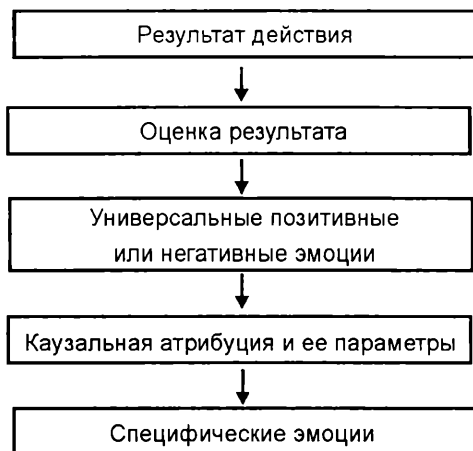 Результат действия
Оценка результата
Универсальные позитивные
или негативные эмоции
Каузальная атрибуция и ее параметры
Специфические эмоции